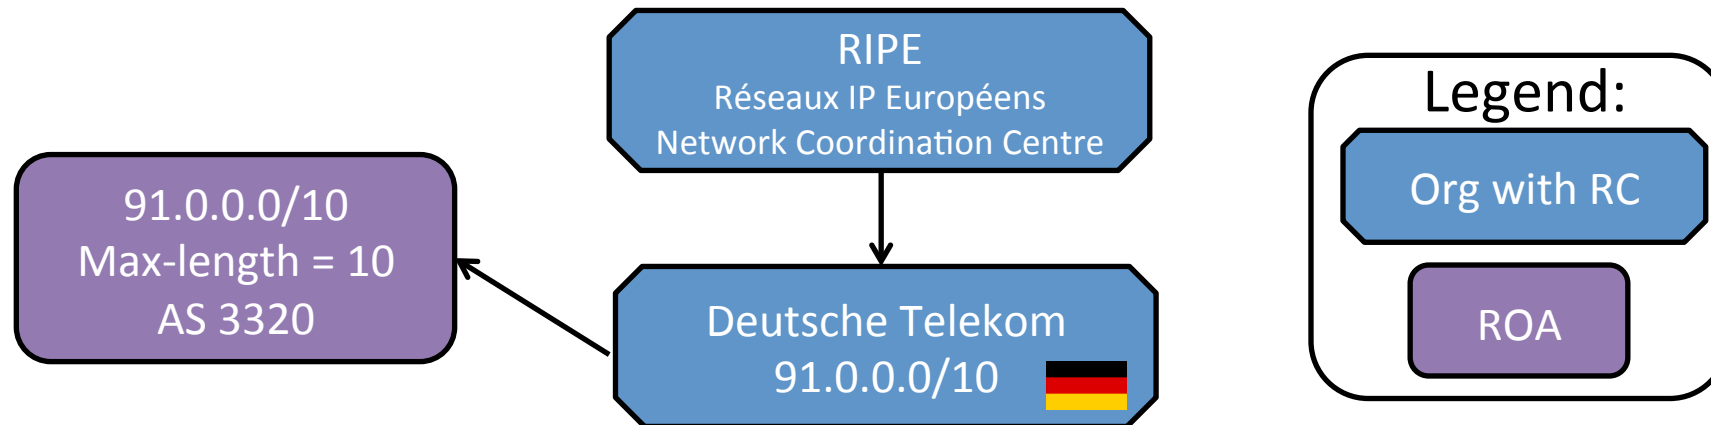 RIPE
Réseaux IP Européens
Network Coordination Centre
91.0.0.0/10
Max-length = 10
AS 3320
Deutsche Telekom
91.0.0.0/10
Legend:
Org with RC
ROA